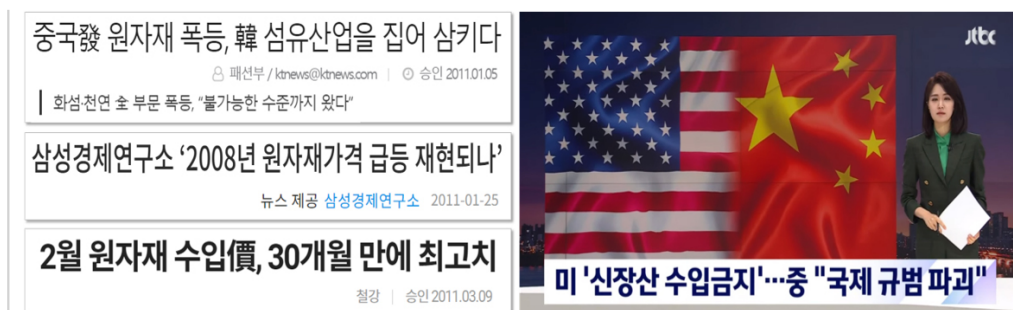 중국發 원자재 폭등, 韓 섬유산업을 집어 삼키다
패션부 / ktnews@ktnews.com | 승인 2011.01.05
화섬·천연 全 부문 폭등, “불가능한 수준까지 왔다”
삼성경제연구소 ‘2008년 원자재가격 급등 재현되나’
뉴스 제공 삼성경제연구소 2011-01-25
2월 원자재 수입價, 30개월 만에 최고치
철강 | 승인 2011.03.09
jtbc
미 '신장산 수입금지'…중 "국제 규범 파괴"